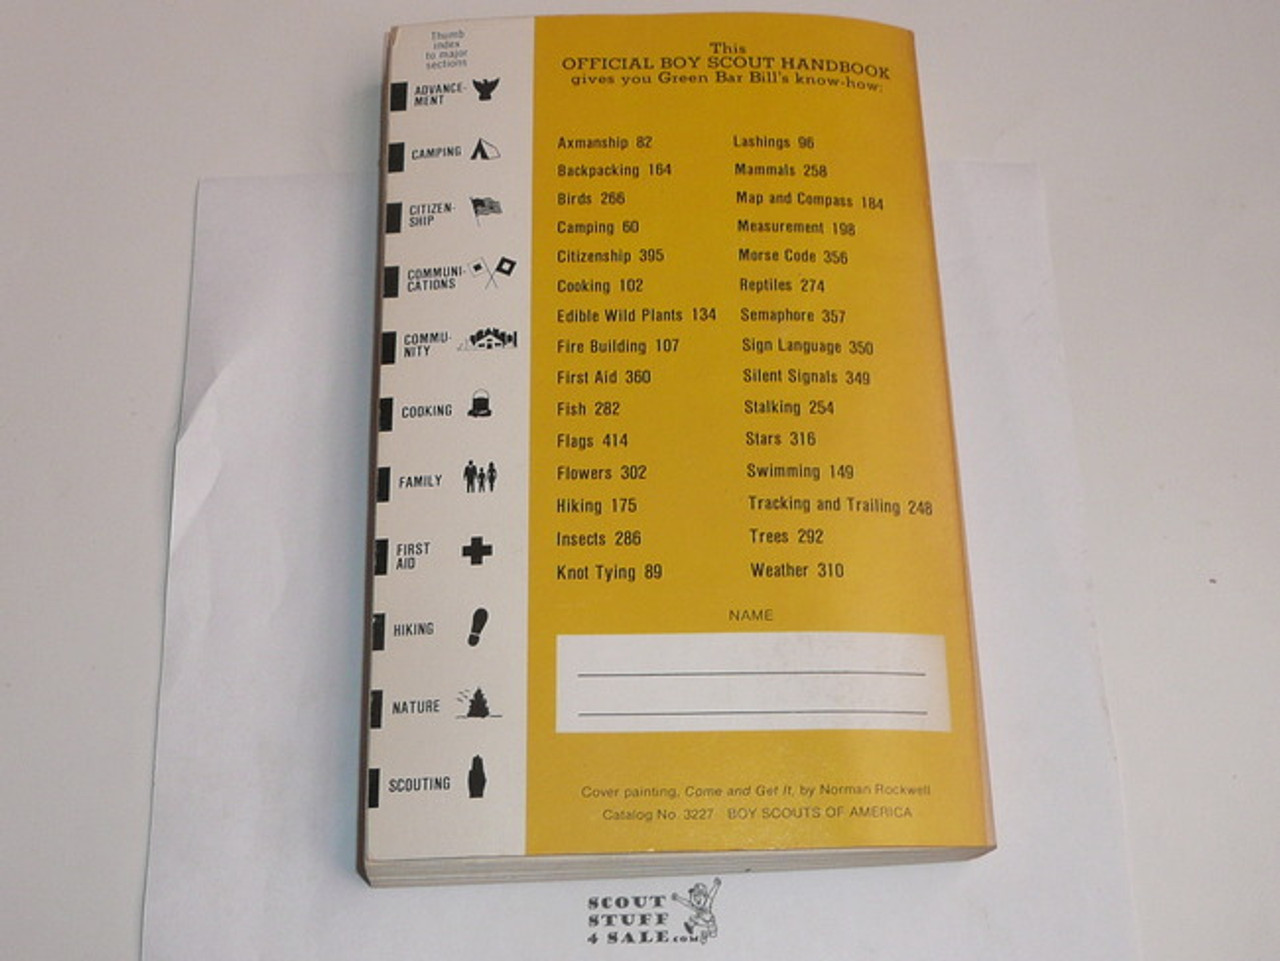 Thumb
index
to major
sections
ADVANCE-
MENT
CAMPING
CITIZEN-
SHIP
COMMUNI-
CATIONS
COMMU-
NITY
COOKING
FAMILY
FIRST
AID
HIKING
NATURE
SCOUTING
This
OFFICIAL BOY SCOUT HANDBOOK
gives you Green Bar Bill's know-how:
Axmanship 82
Backpacking 164
Birds 266
Camping 60
Citizenship 395
Cooking 102
Edible Wild Plants 134
Fire Building 107
First Aid 360
Fish 282
Flags 414
Flowers 302
Hiking 175
Insects 286
Knot Tying 89
Lashings 96
Mammals 258
Map and Compass 184
Measurement 198
Morse Code 356
Reptiles 274
Semaphore 357
Sign Language 350
Silent Signals 349
Stalking 254
Stars 316
Swimming 149
Tracking and Trailing 248
Trees 292
Weather 310
NAME
Cover painting, Come and Get It, by Norman Rockwell
Catalog No. 3227 BOY SCOUTS OF AMERICA
SCOUT
STUFF
4 SALE.COM